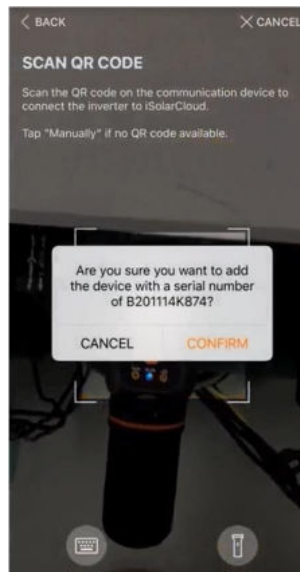 BACK
CANCEL
SCAN QR CODE
Scan the QR code on the communication device to
connect the inverter to iSolarCloud.
Tap "Manually" if no QR code available.
Are you sure you want to add
the device with a serial number
of B201114K874?
CANCEL
CONFIRM